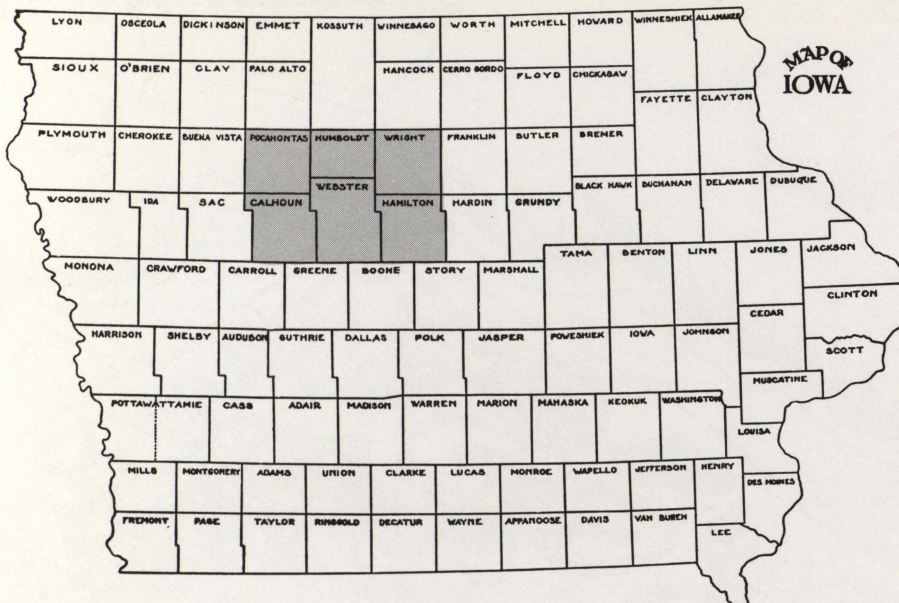 LYON OSCEOLA DICKINSON EMMET KOSSUTH WINNEBAGO WORTH MITCHELL HOWARD WINNESHIEK ALLAMAKEE
MAP OF
IOWA
SIOUX O'BRIEN CLAY PALO ALTO HANCOCK CERRO GORDO FLOYD CHICKASAW
FAYETTE CLAYTON
PLYMOUTH CHEROKEE BUENA VISTA POCAHONTAS HUMBOLDT WRIGHT FRANKLIN BUTLER BREMER
WEBSTER BLACK HAWK BUCHANAN DELAWARE DUBUQUE
WOODBURY IDA SAC CALHOUN HAMILTON HARDIN GRUNDY
TAMA BENTON LINN JONES JACKSON
MONONA CRAWFORD CARROLL GREENE BOONE STORY MARSHALL
CLINTON
CEDAR
HARRISON SHELBY AUDUBON GUTHRIE DALLAS POLK JASPER POWESHIEK IOWA JOHNSON
SCOTT
MUSCATINE
POTTAWATTAMIE CASS ADAIR MADISON WARREN MARION MAHASKA KEOKUK WASHINGTON
LOUISA
MILLS MONTGOMERY ADAMS UNION CLARKE LUCAS MONROE WAPELLO JEFFERSON HENRY
DES MOINES
FREMONT PAGE TAYLOR RINGGOLD DECATUR WAYNE APPANOOSE DAVIS VAN BUREN
LEE